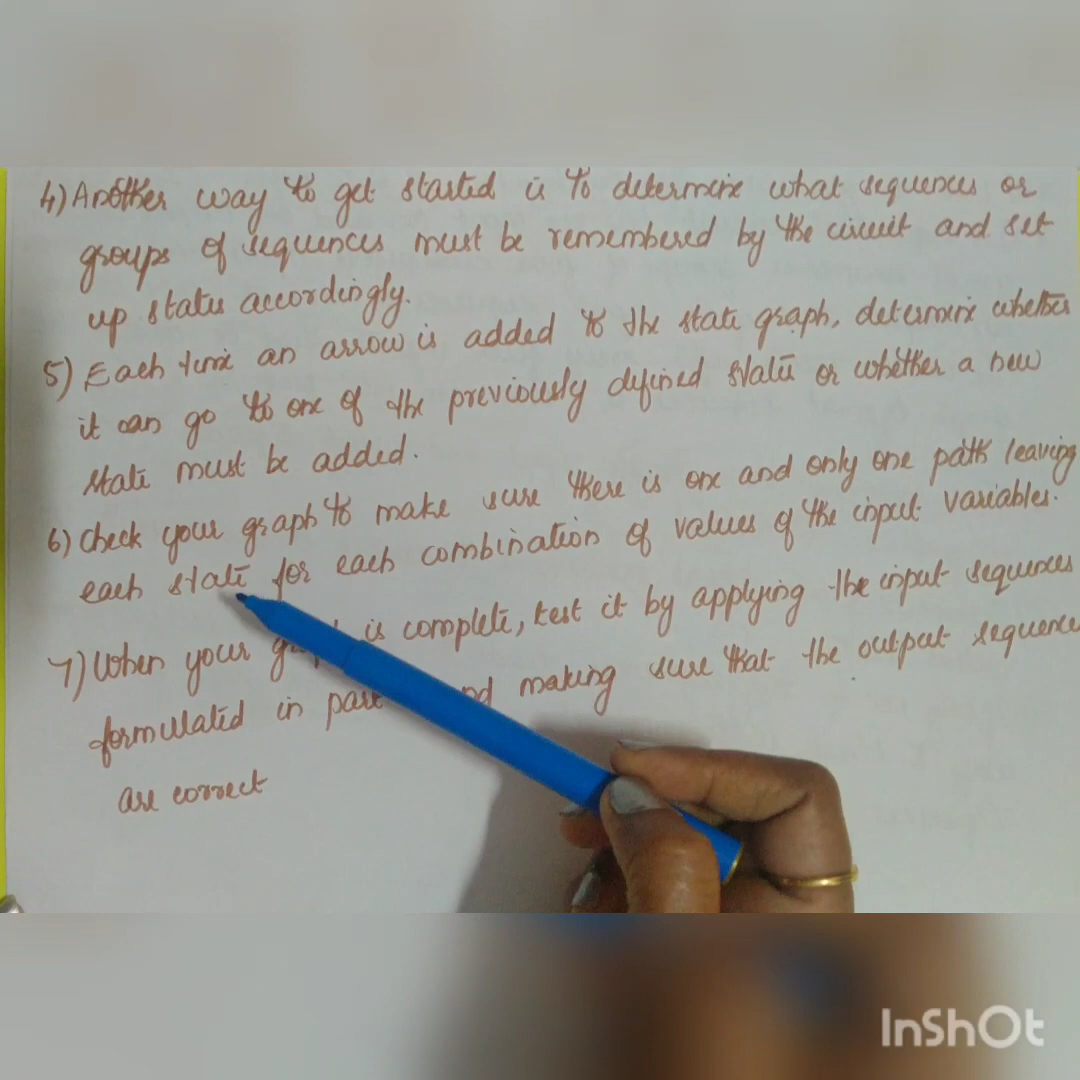 4) Another way to get started is to determine what sequences or
groups of sequences must be remembered by the circuit and set
up states accordingly.
5) Each time an arrow is added to the state graph, determine whether
it can go to one of the previously defined states or whether a new
state must be added.
6) Check your graph to make sure there is one and only one path leaving
each state for each combination of values of the input variables.
7) When your is complete, test it by applying the input sequences
formulated in part and making sure that the output sequence
are correct
InShOt